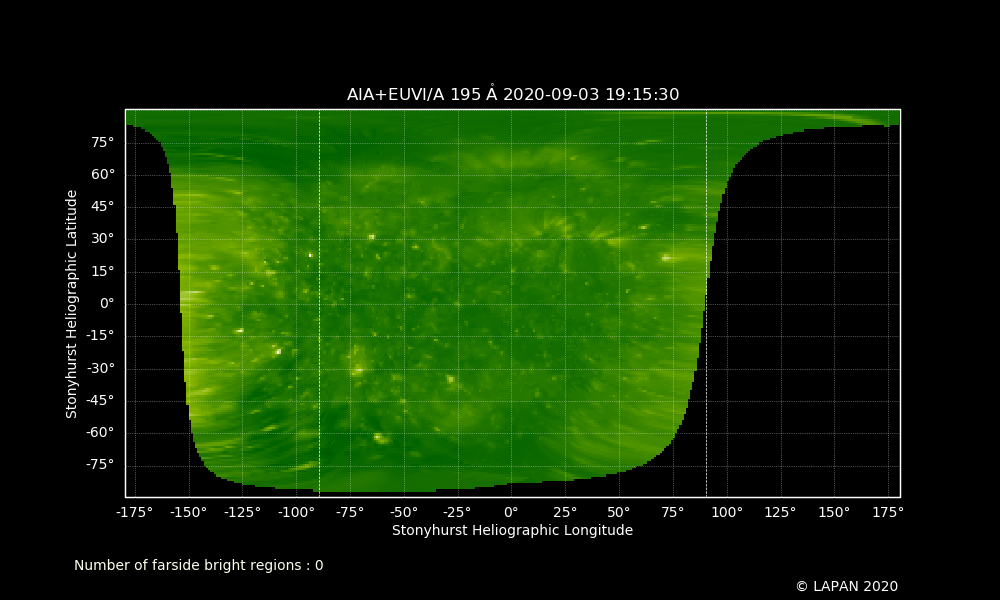 AIA+EUVI/A 195 Å 2020-09-03 19:15:30
Stonyhurst Heliographic Latitude
75°
60°
45°
30°
15°
0°
-15°
-30°
-45°
-60°
-75°
-175° -150° -125° -100° -75° -50° -25° 0° 25° 50° 75° 100° 125° 150° 175°
Stonyhurst Heliographic Longitude
Number of farside bright regions : 0
© LAPAN 2020